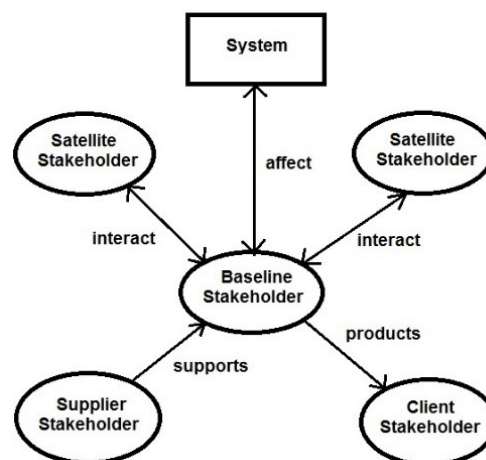 System
Satellite
Stakeholder
Satellite
Stakeholder
affect
interact
interact
Baseline
Stakeholder
products
supports
Supplier
Stakeholder
Client
Stakeholder